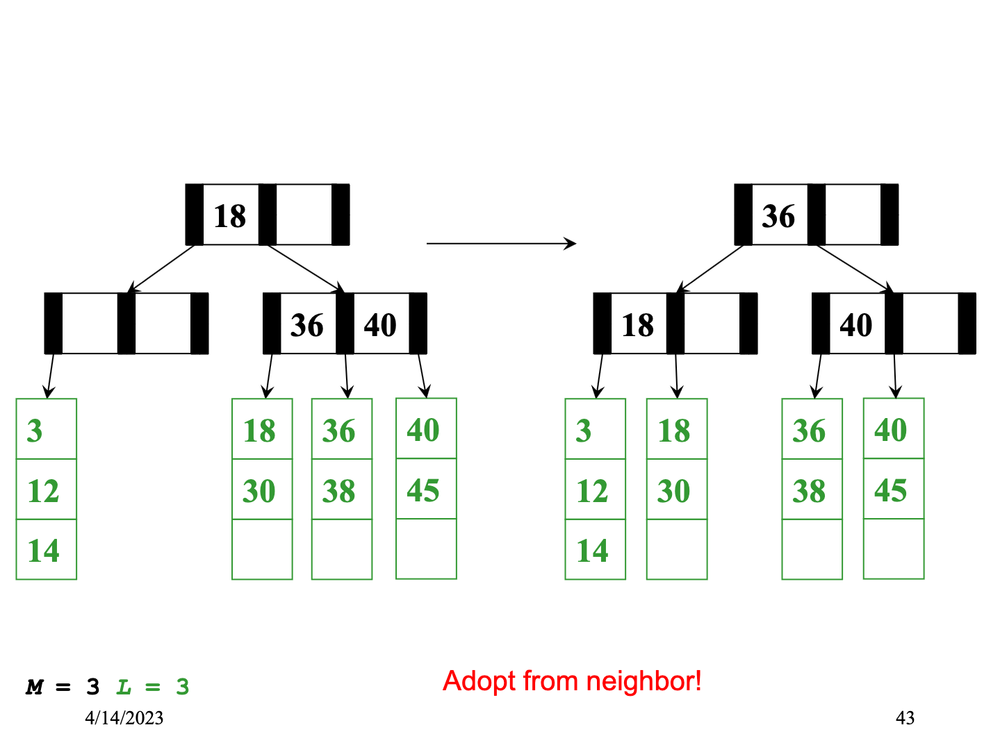 18 36
36 40 18 40
3 18 36 40 3 18 36 40
12 30 38 45 12 30 38 45
14 14
M = 3 L = 3
Adopt from neighbor!
4/14/2023 43